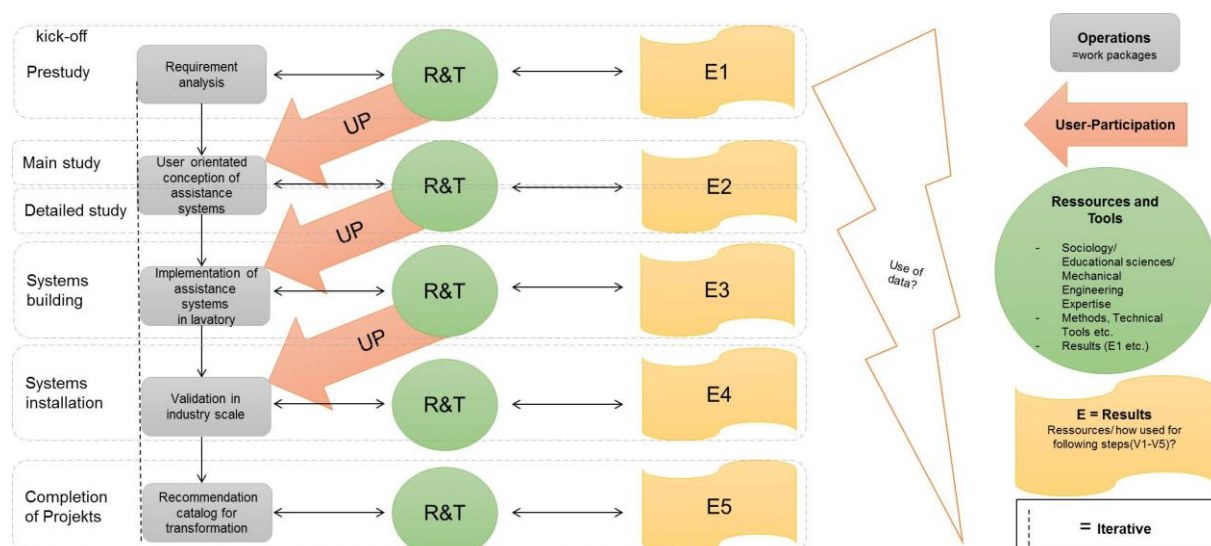 kick-off
Prestudy
Requirement
analysis
R&T
E1
UP
Main study
Detailed study
User orientated
conception of
assistance
systems
R&T
E2
UP
Systems
building
Implementation of
assistance
systems
in lavatory
R&T
E3
UP
Systems
installation
Validation in
industry scale
R&T
E4
Completion
of Projekts
Recommendation
catalog for
transformation
R&T
E5
Use of
data?
Operations
=work packages
User-Participation
Ressources and
Tools
- Sociology/
Educational sciences/
Mechanical
Engineering
Expertise
- Methods, Technical
Tools etc.
- Results (E1 etc.)
E = Results
Ressources/ how used for
following steps(V1-V5)?
= Iterative